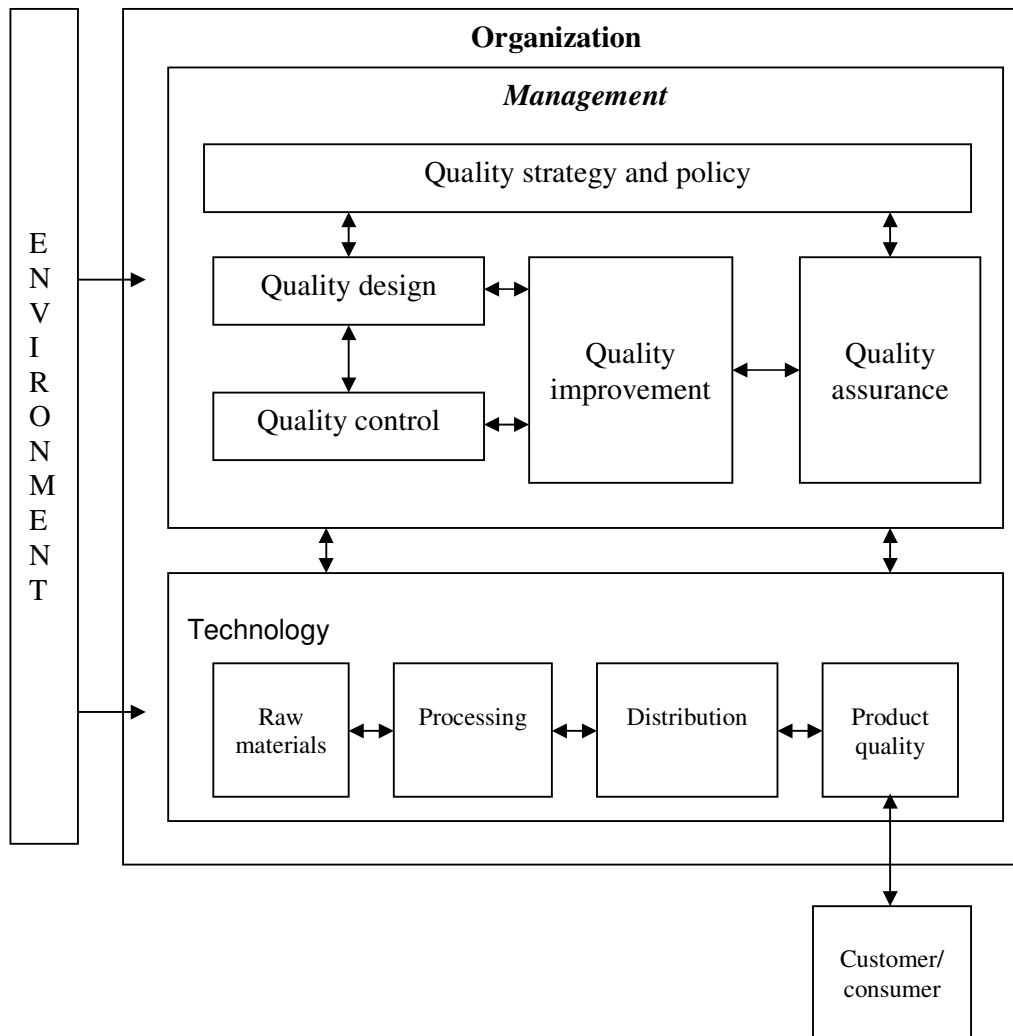 Organization
Management
Quality strategy and policy
E
N
V
I
R
O
N
M
E
N
T
Quality design
Quality
improvement
Quality
assurance
Quality control
Technology
Raw
materials
Processing
Distribution
Product
quality
Customer/
consumer